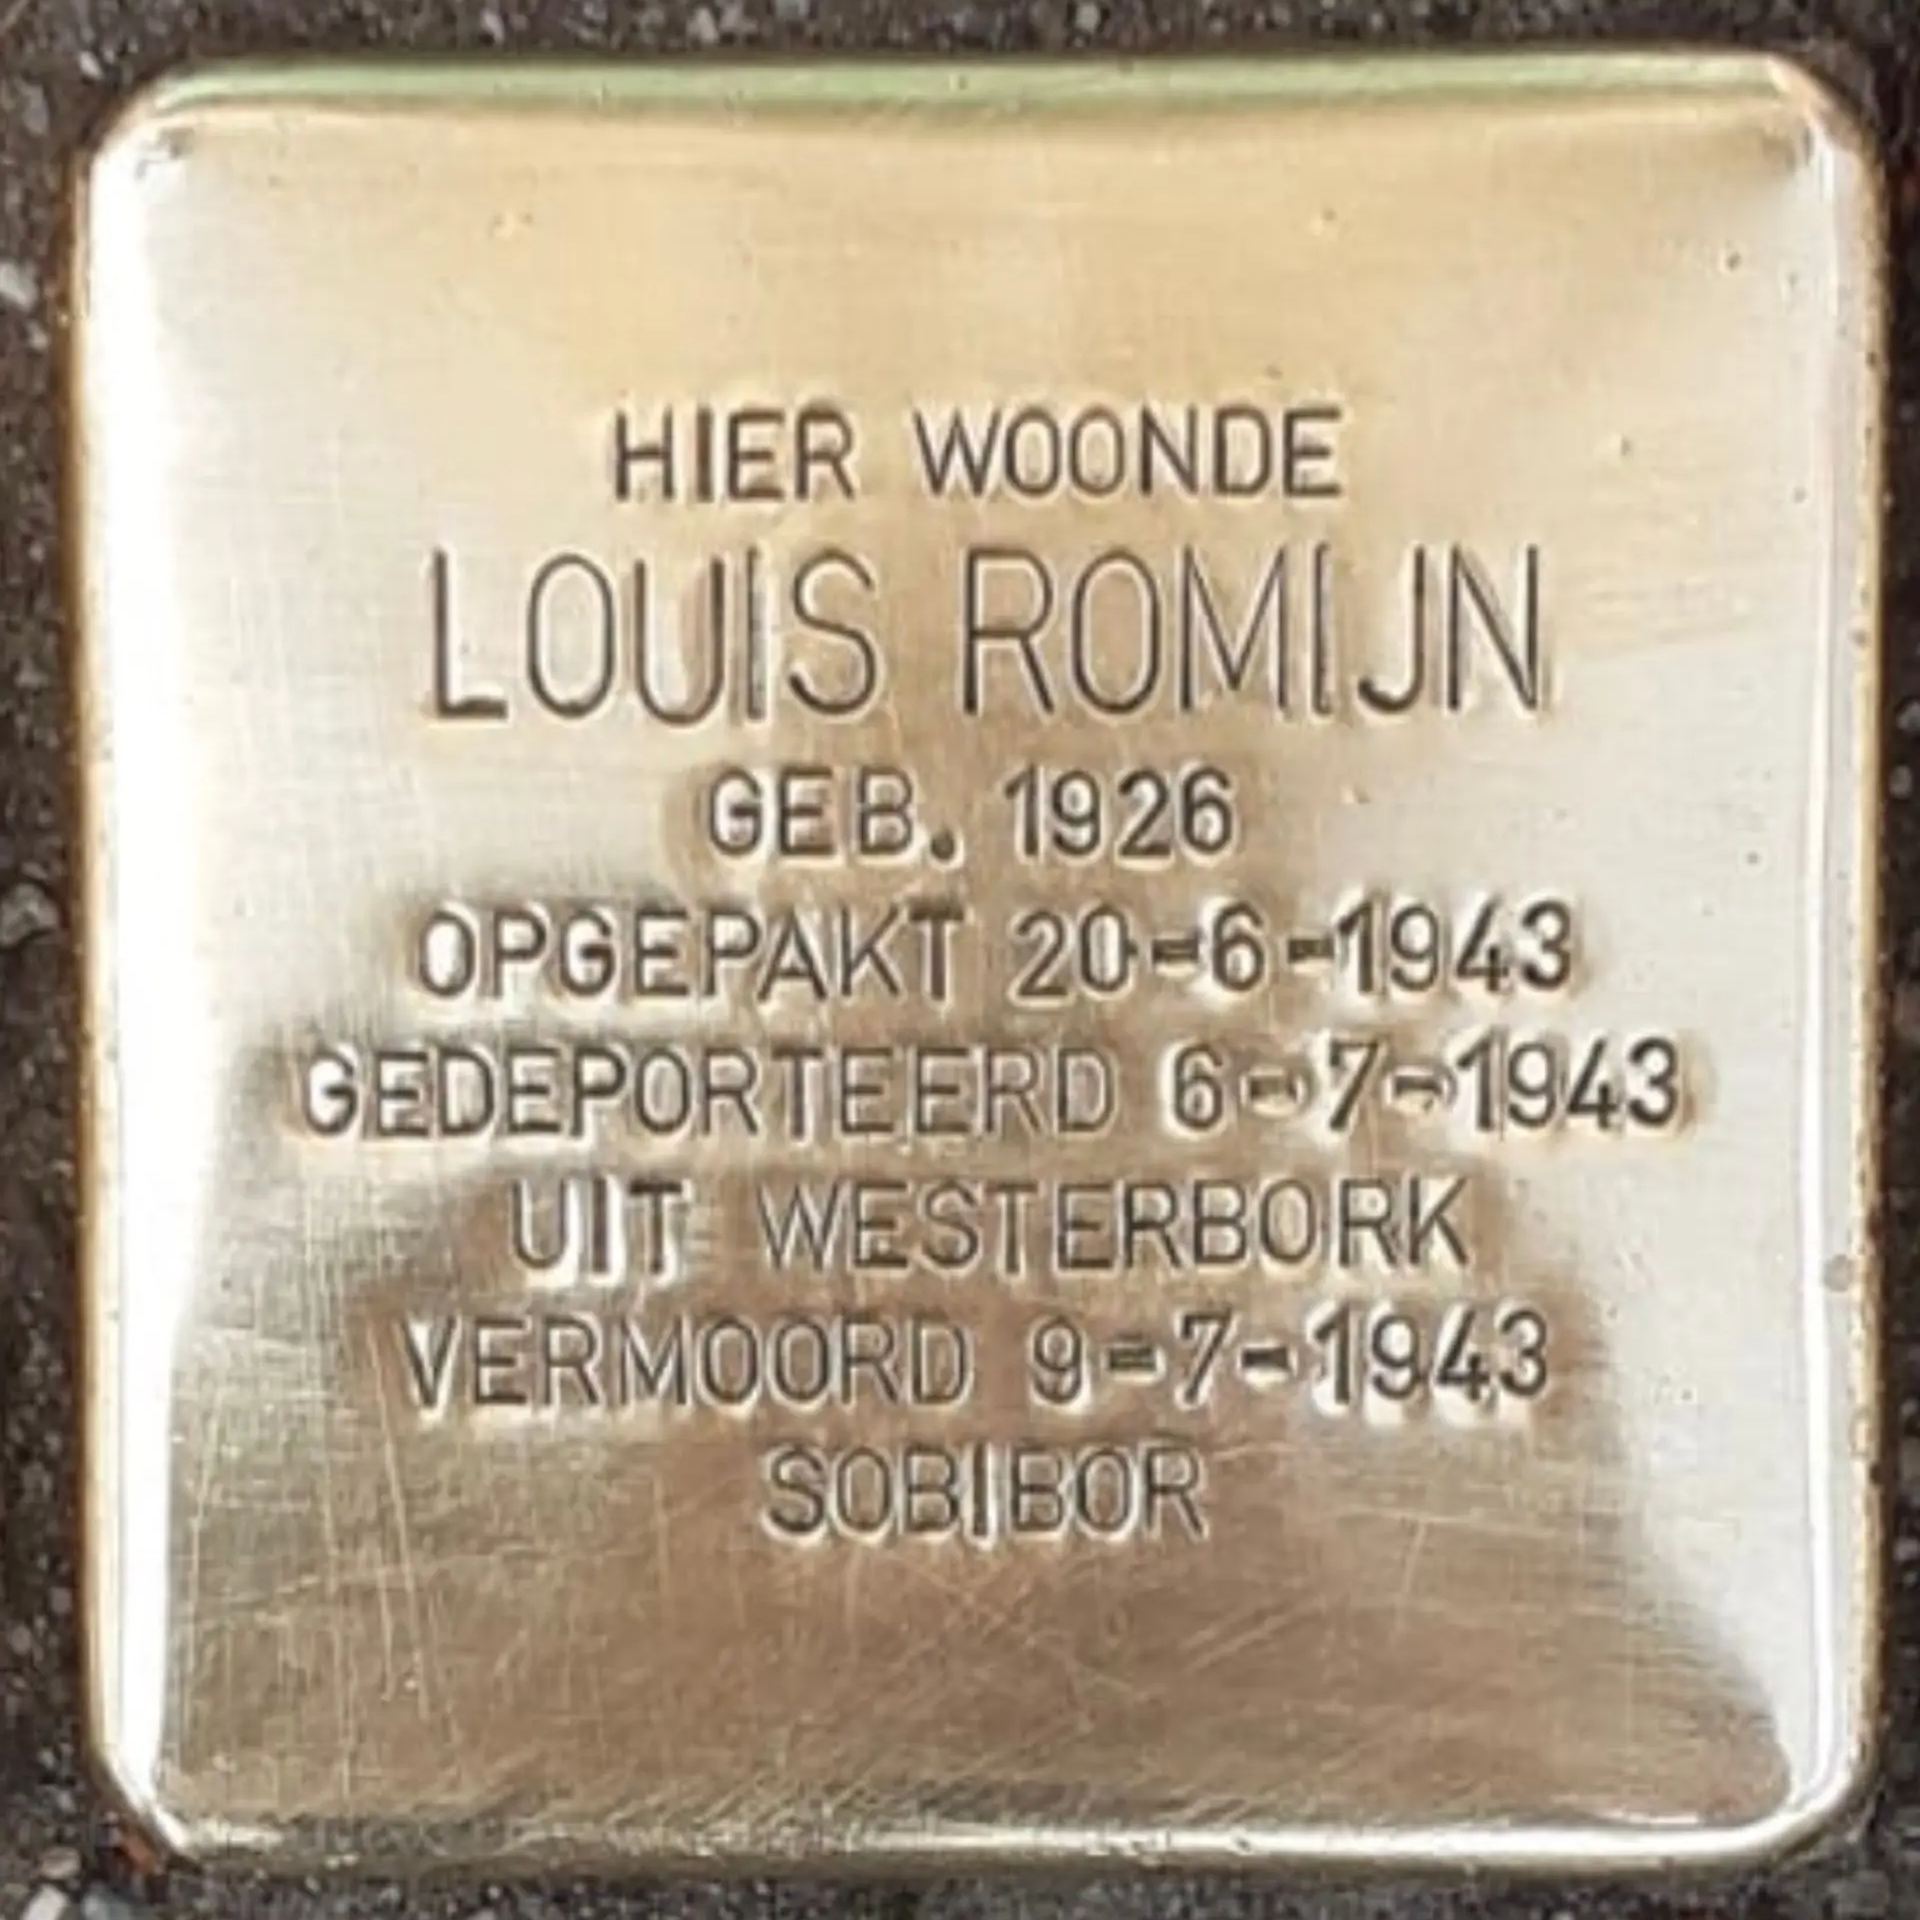 HIER WOONDE
LOUIS ROMIJN
GEB. 1926
OPGEPAKT 20-6-1943
GEDEPORTEERD 6-7-1943
UIT WESTERBORK
VERMOORD 9-7-1943
SOBIBOR